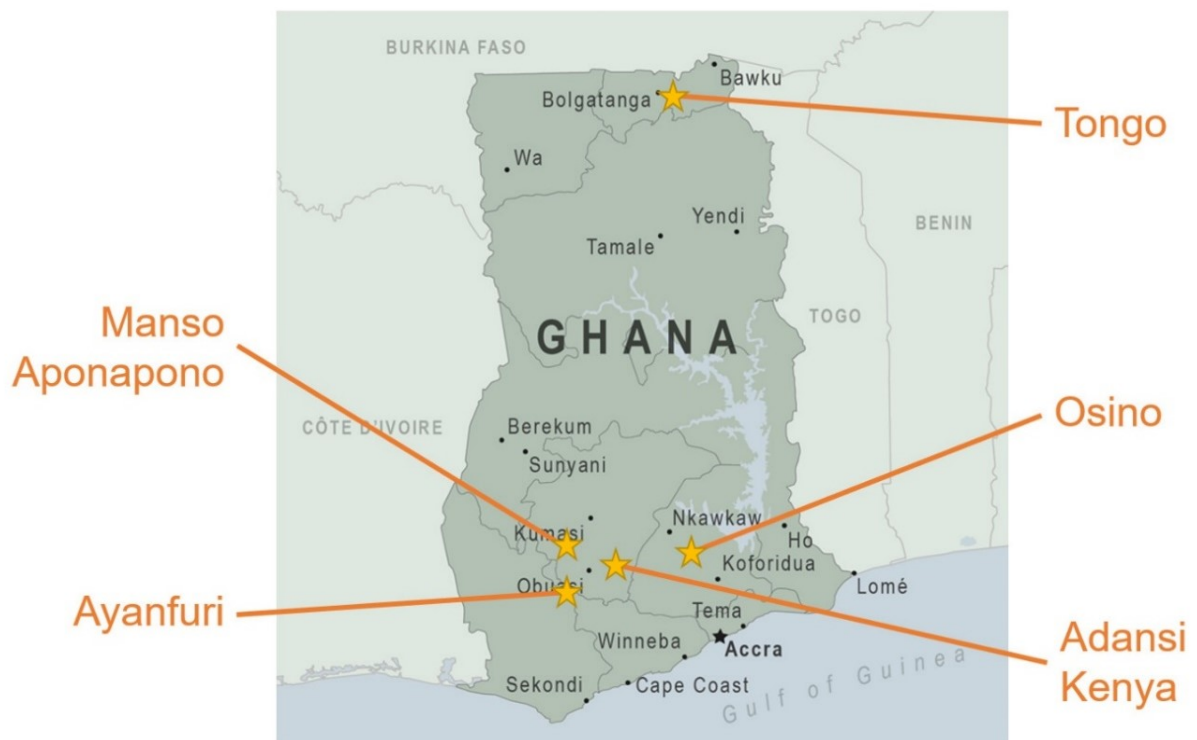 BURKINA FASO
Bawku
Bolgatanga
Tongo
Wa
BENIN
Yendi
Tamale
Manso
Aponapono
TOGO
GHANA
Osino
CÔTE D'IVOIRE
Berekum
Sunyani
Nkawkaw
Kumasi
Ho
Koforidua
Obuasi
Lomé
Ayanfuri
Tema
Winneba
Accra
Adansi
Kenya
Sekondi
Cape Coast
Gulf of Guinea